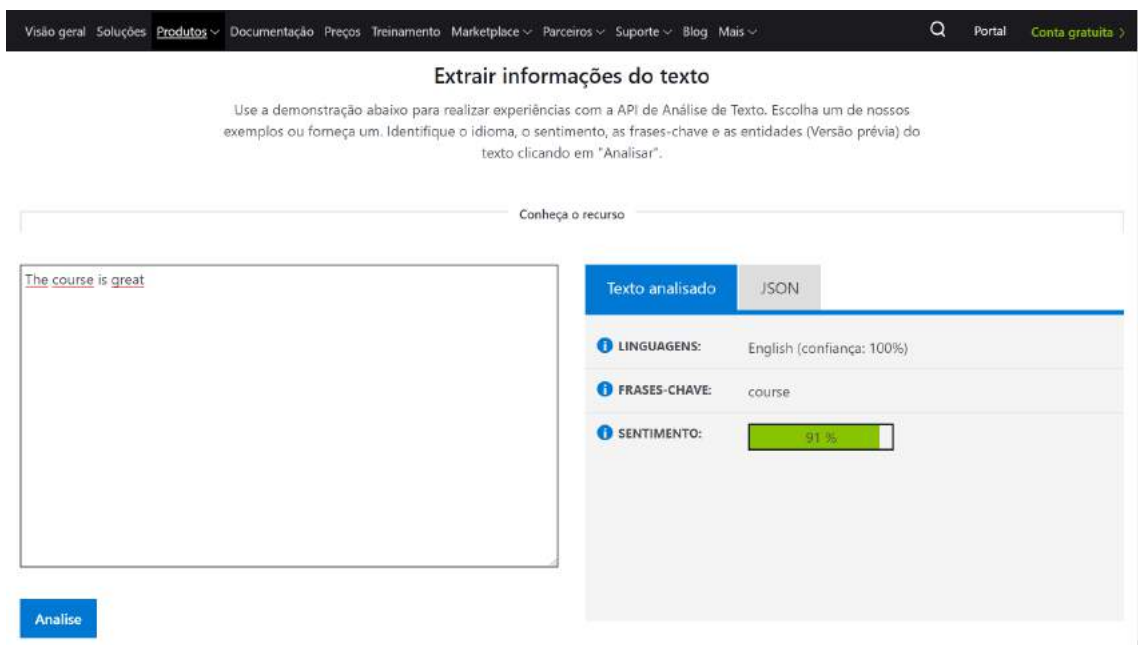 Visão geral Soluções Produtos Documentação Preços Treinamento Marketplace Parceiros Suporte Blog Mais Portal Conta gratuita
Extrair informações do texto
Use a demonstração abaixo para realizar experiências com a API de Análise de Texto. Escolha um de nossos
exemplos ou forneça um. Identifique o idioma, o sentimento, as frases-chave e as entidades (Versão prévia) do
texto clicando em "Analisar".
Conheça o recurso
The course is great
Texto analisado JSON
LINGUAGENS: English (confiança: 100%)
FRASES-CHAVE: course
SENTIMENTO: 91 %
Analise